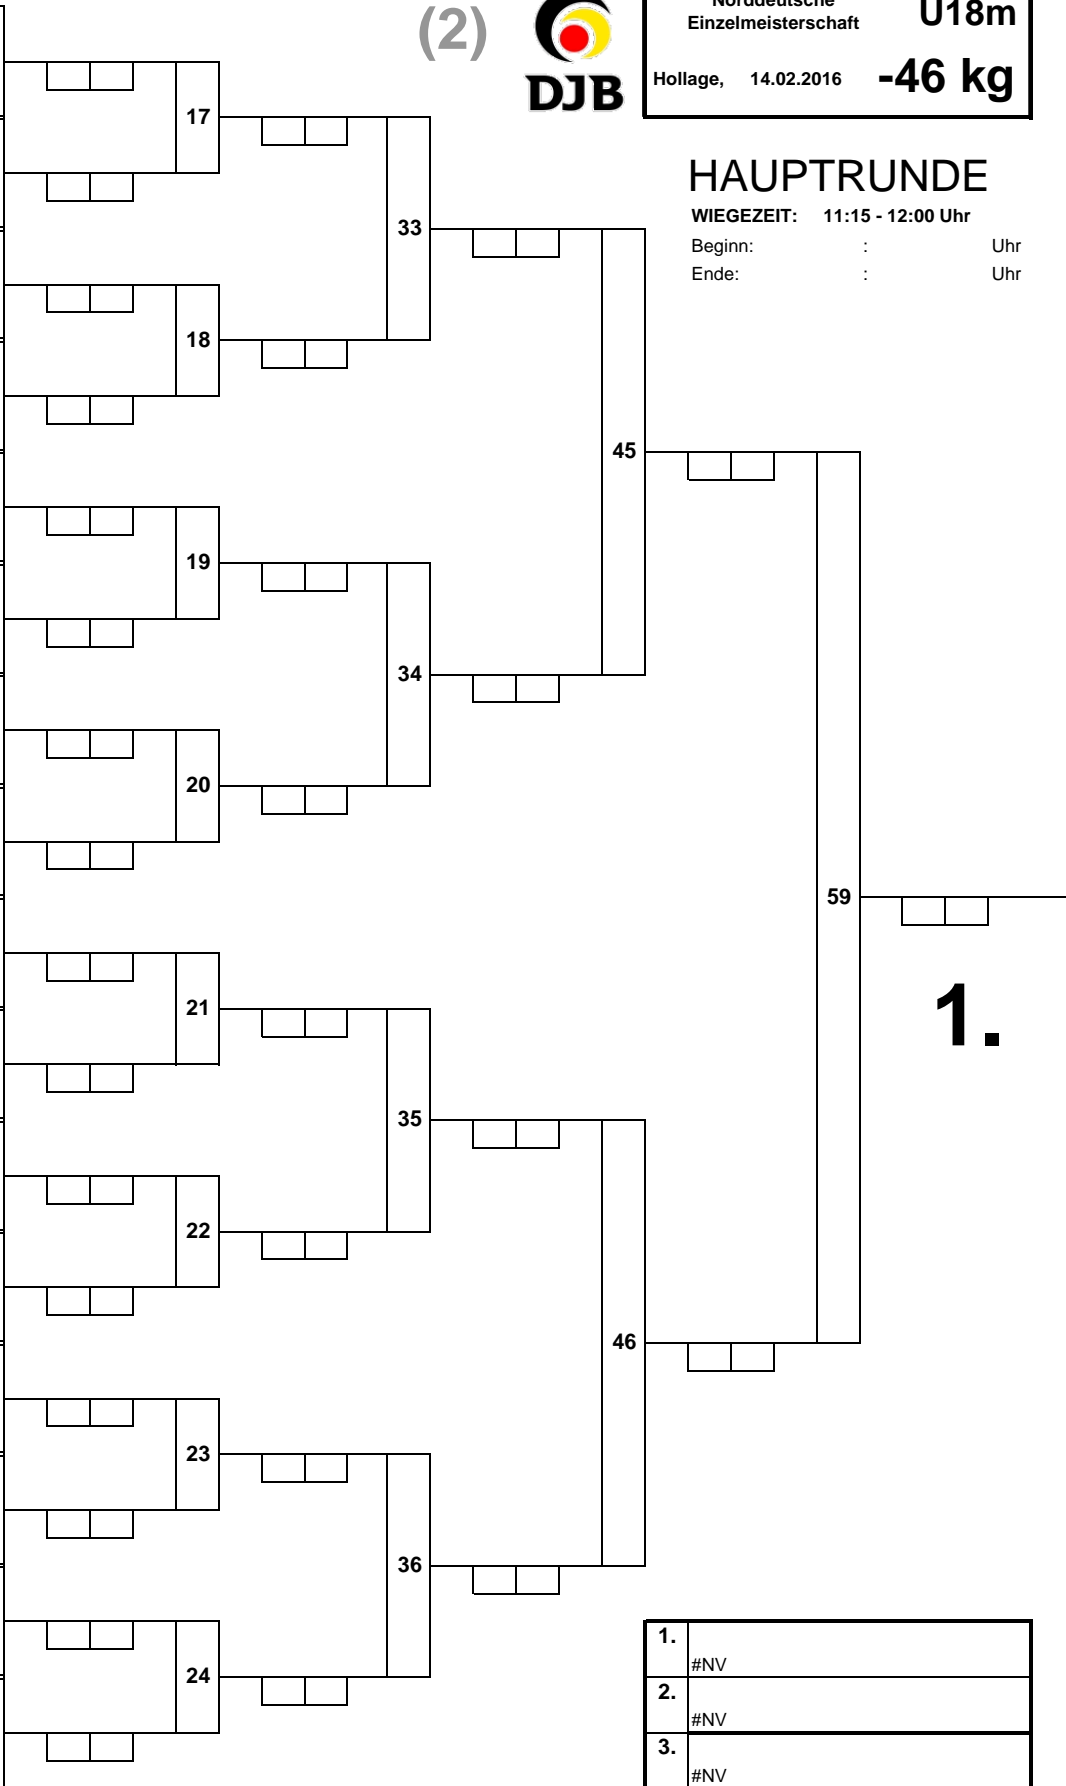 (2)
DJB
Norddeutsche
Einzelmeisterschaft
U18m
Hollage, 14.02.2016
-46 kg
HAUPTRUNDE
WIEGEZEIT: 11:15 - 12:00 Uhr
Beginn: : Uhr
Ende: : Uhr
17
33
18
45
19
34
20
59
21
1.
35
22
46
23
36
24
1.
#NV
2.
#NV
3.
#NV